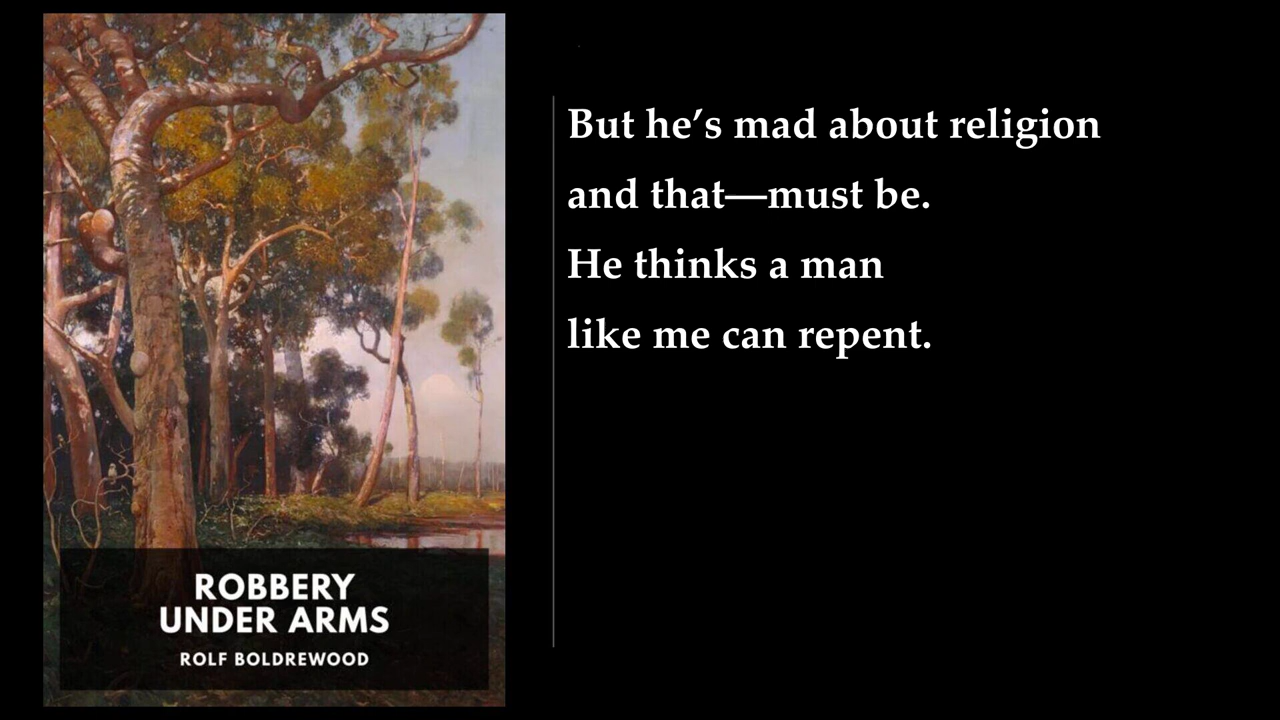 But he’s mad about religion
and that—must be.
He thinks a man
like me can repent.
ROBBERY
UNDER ARMS
ROLF BOLDREWOOD